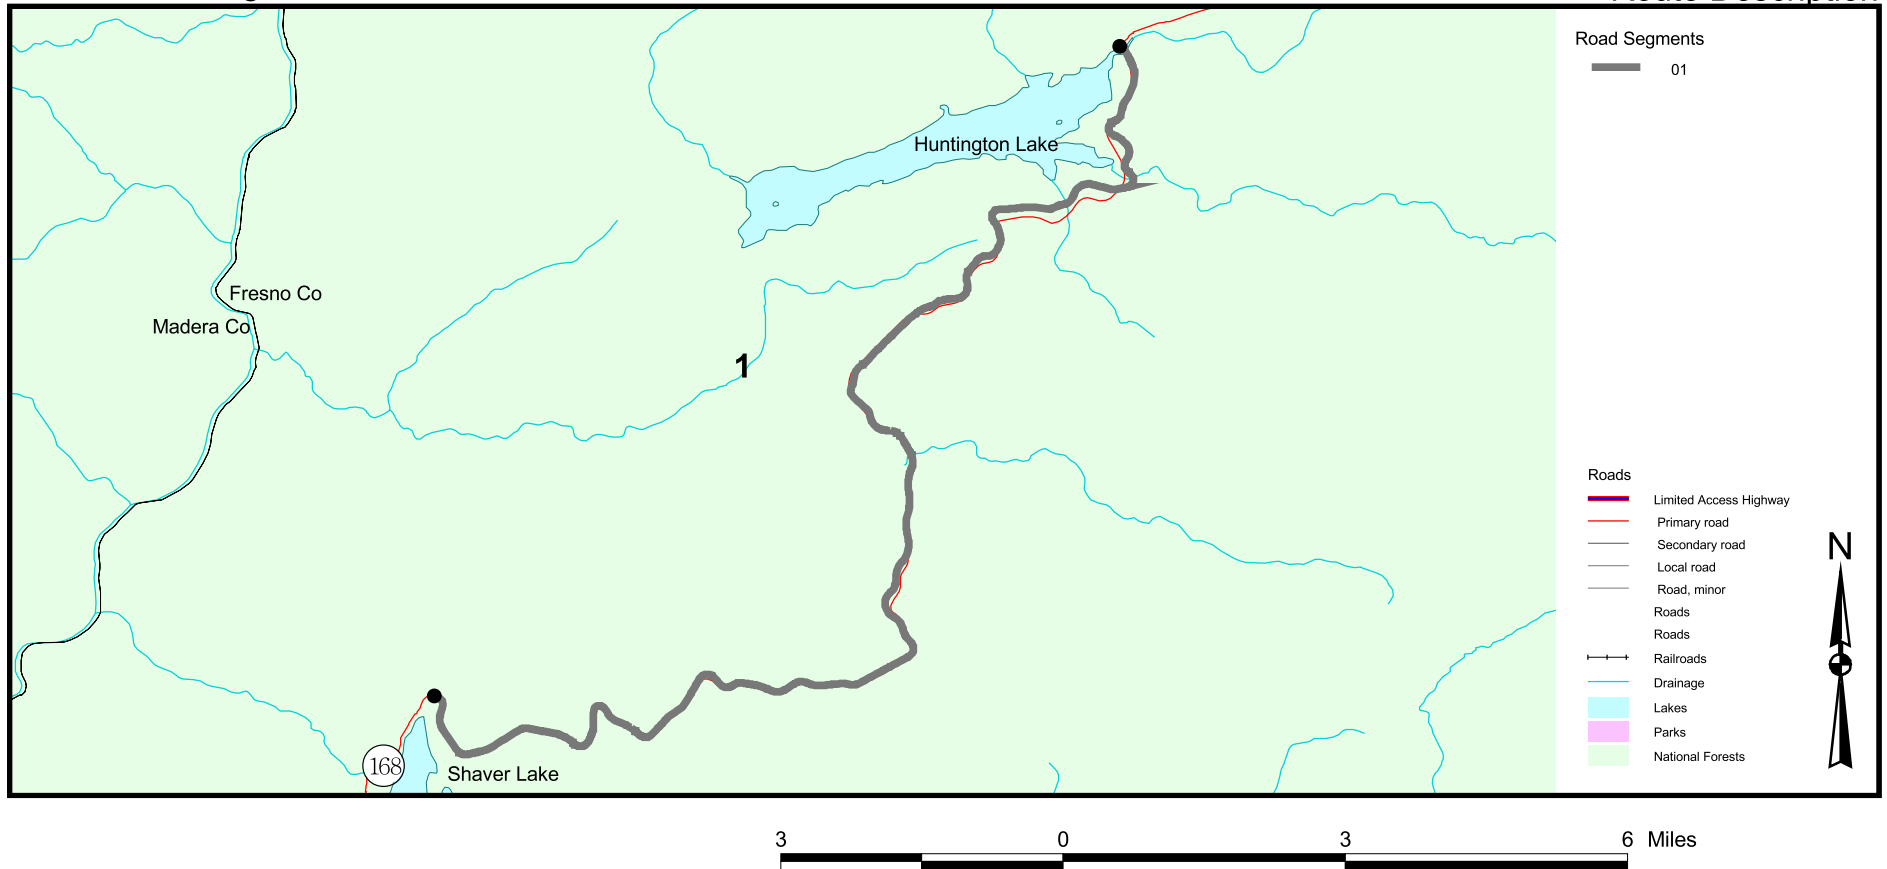 Road Segments
01
Huntington Lake
Fresno Co
Madera Co
1
168
Shaver Lake
Roads
Limited Access Highway
Primary road
Secondary road
Local road
Road, minor
Roads
Roads
Railroads
Drainage
Lakes
Parks
National Forests
N
3 0 3 6 Miles